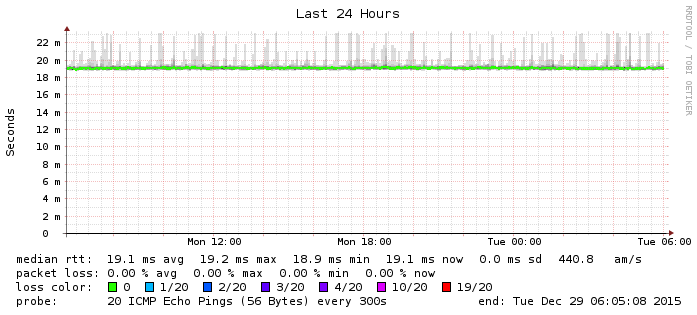 Last 24 Hours
RRDTOOL / TOBI OETIKER
Seconds
22 m
20 m
18 m
16 m
14 m
12 m
10 m
8 m
6 m
4 m
2 m
0
Mon 12:00 Mon 18:00 Tue 00:00 Tue 06:00
median rtt: 19.1 ms avg 19.2 ms max 18.9 ms min 19.1 ms now 0.0 ms sd 440.8 am/s
packet loss: 0.00 % avg 0.00 % max 0.00 % min 0.00 % now
loss color: 0 1/20 2/20 3/20 4/20 10/20 19/20
probe: 20 ICMP Echo Pings (56 Bytes) every 300s end: Tue Dec 29 06:05:08 2015